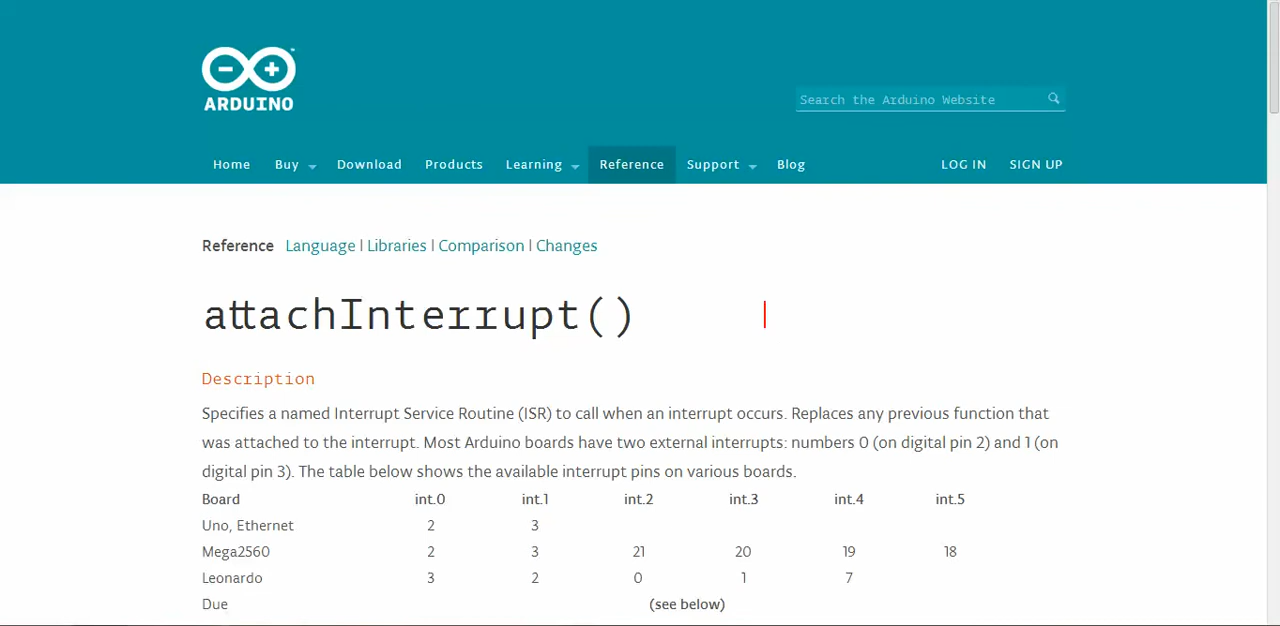 ARDUINO
Search the Arduino Website
Home Buy Download Products Learning Reference Support Blog LOG IN SIGN UP
Reference Language | Libraries | Comparison | Changes
attachInterrupt()
Description
Specifies a named Interrupt Service Routine (ISR) to call when an interrupt occurs. Replaces any previous function that
was attached to the interrupt. Most Arduino boards have two external interrupts: numbers 0 (on digital pin 2) and 1 (on
digital pin 3). The table below shows the available interrupt pins on various boards.
Board int.0 int.1 int.2 int.3 int.4 int.5
Uno, Ethernet 2 3
Mega2560 2 3 21 20 19 18
Leonardo 3 2 0 1 7
Due (see below)